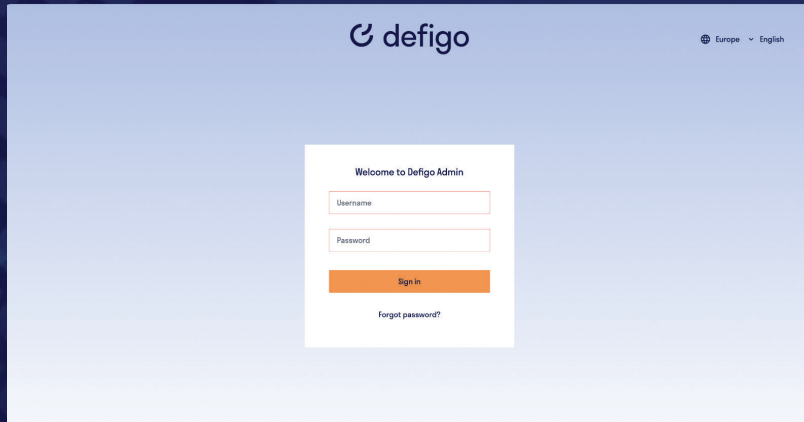 defigo
Europe English
Welcome to Defigo Admin
Username
Password
Sign in
Forgot password?